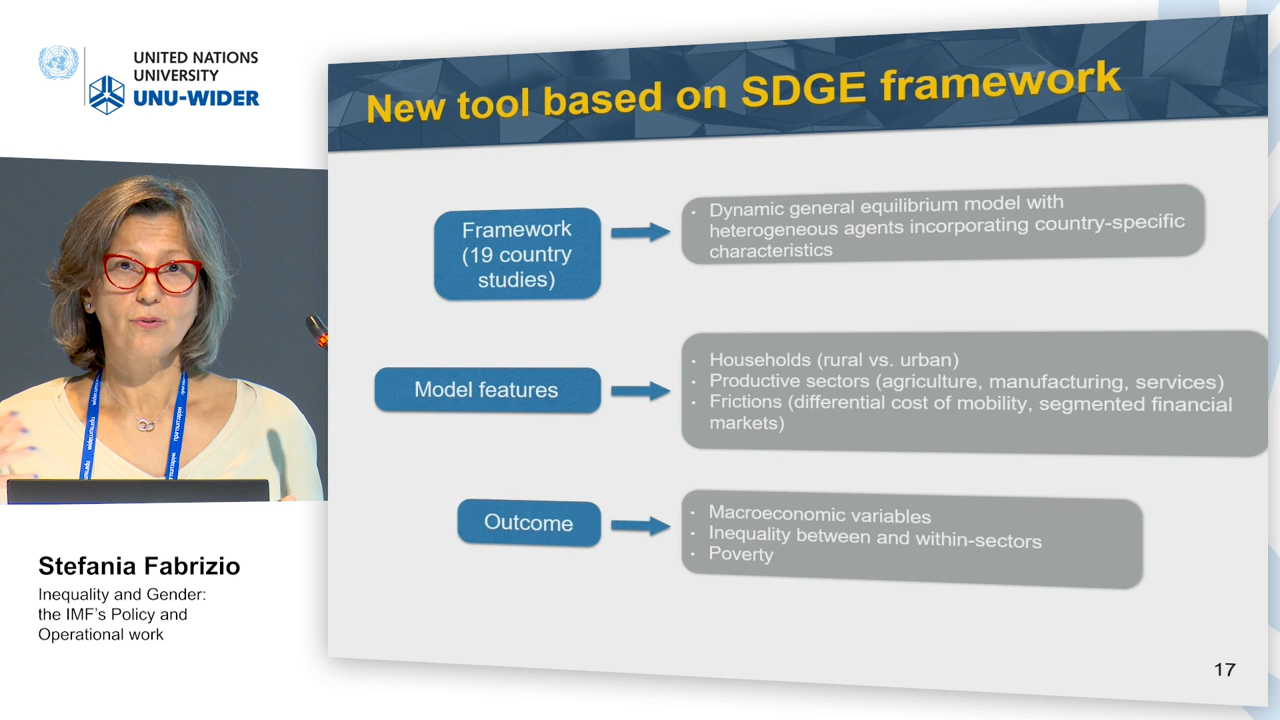 UNITED NATIONS
UNIVERSITY
UNU-WIDER
New tool based on SDGE framework
Framework
(19 country
studies)
• Dynamic general equilibrium model with
heterogeneous agents incorporating country-specific
characteristics
Model features
• Households (rural vs. urban)
• Productive sectors (agriculture, manufacturing, services)
• Frictions (differential cost of mobility, segmented financial
markets)
Outcome
• Macroeconomic variables
• Inequality between and within-sectors
• Poverty
17
Stefania Fabrizio
Inequality and Gender:
the IMF's Policy and
Operational work